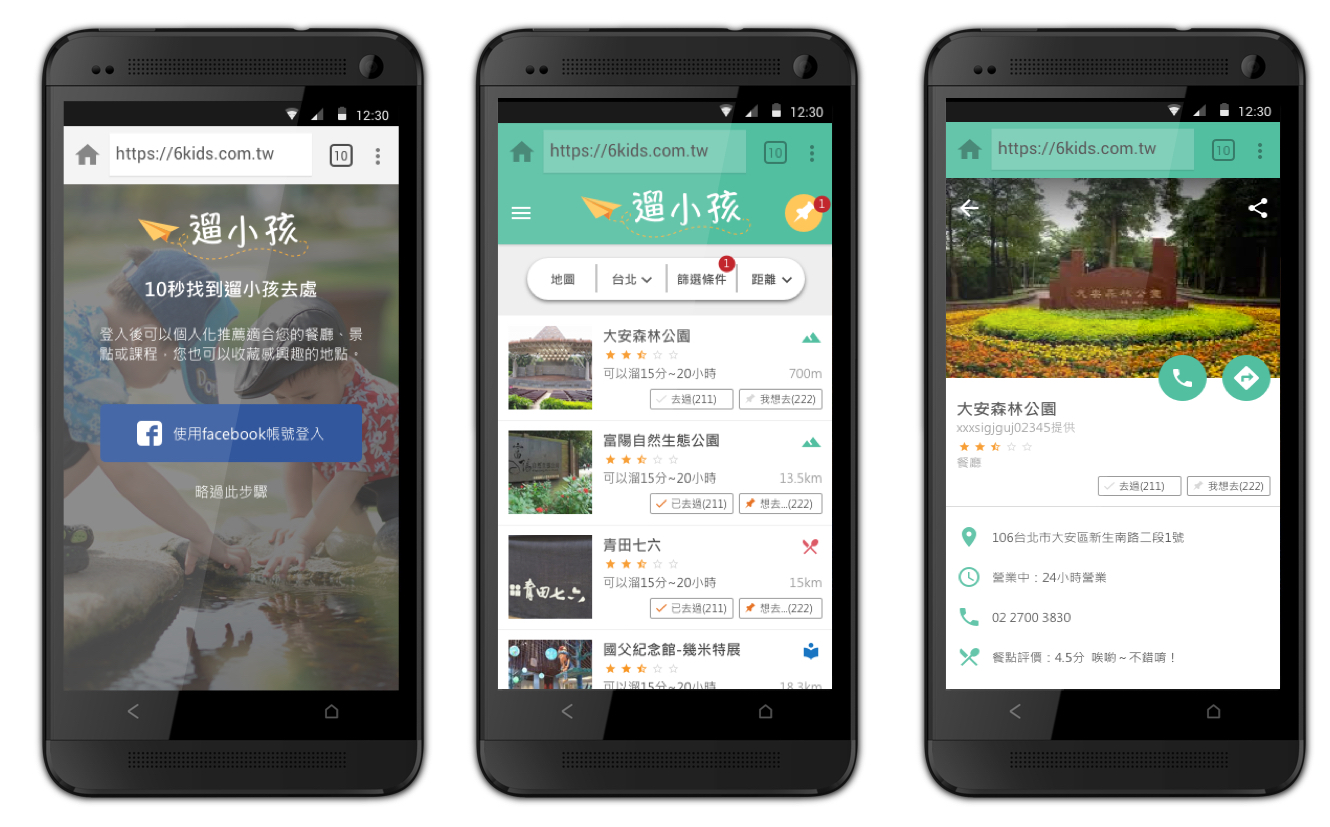 12:30
https://6kids.com.tw
10
遛小孩
10秒找到遛小孩去處
登入後可以個人化推薦適合您的餐廳、景
點或課程，您也可以收藏感興趣的地點。
使用facebook帳號登入
略過此步驟
12:30
https://6kids.com.tw
10
遛小孩
1
地圖
台北
篩選條件
1
距離
大安森林公園
可以溜15分~20小時
700m
去過(211)
我想去(222)
富陽自然生態公園
可以溜15分~20小時
13.5km
已去過(211)
想去...(222)
青田七六
青田七六
可以溜15分~20小時
15km
已去過(211)
想去...(222)
國父紀念館-幾米特展
可以溜15分~20小時
18.3km
12:30
https://6kids.com.tw
10
大安森林公園
大安森林公園
xxxsigjguj02345提供
去過(211)
我想去(222)
106台北市大安區新生南路二段1號
營業中：24小時營業
02 2700 3830
餐點評價：4.5分 唉喲～不錯唷！